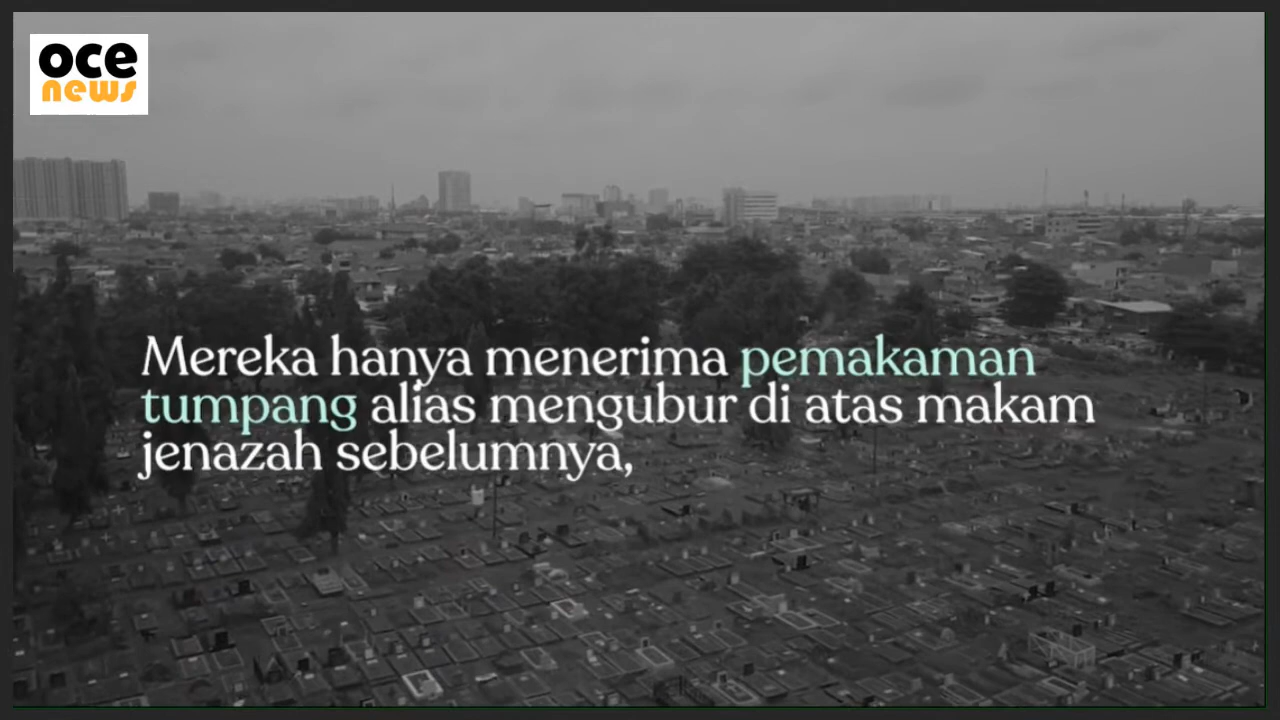 oce
news
Mereka hanya menerima pemakaman
tumpang alias mengubur di atas makam
jenazah sebelumnya,